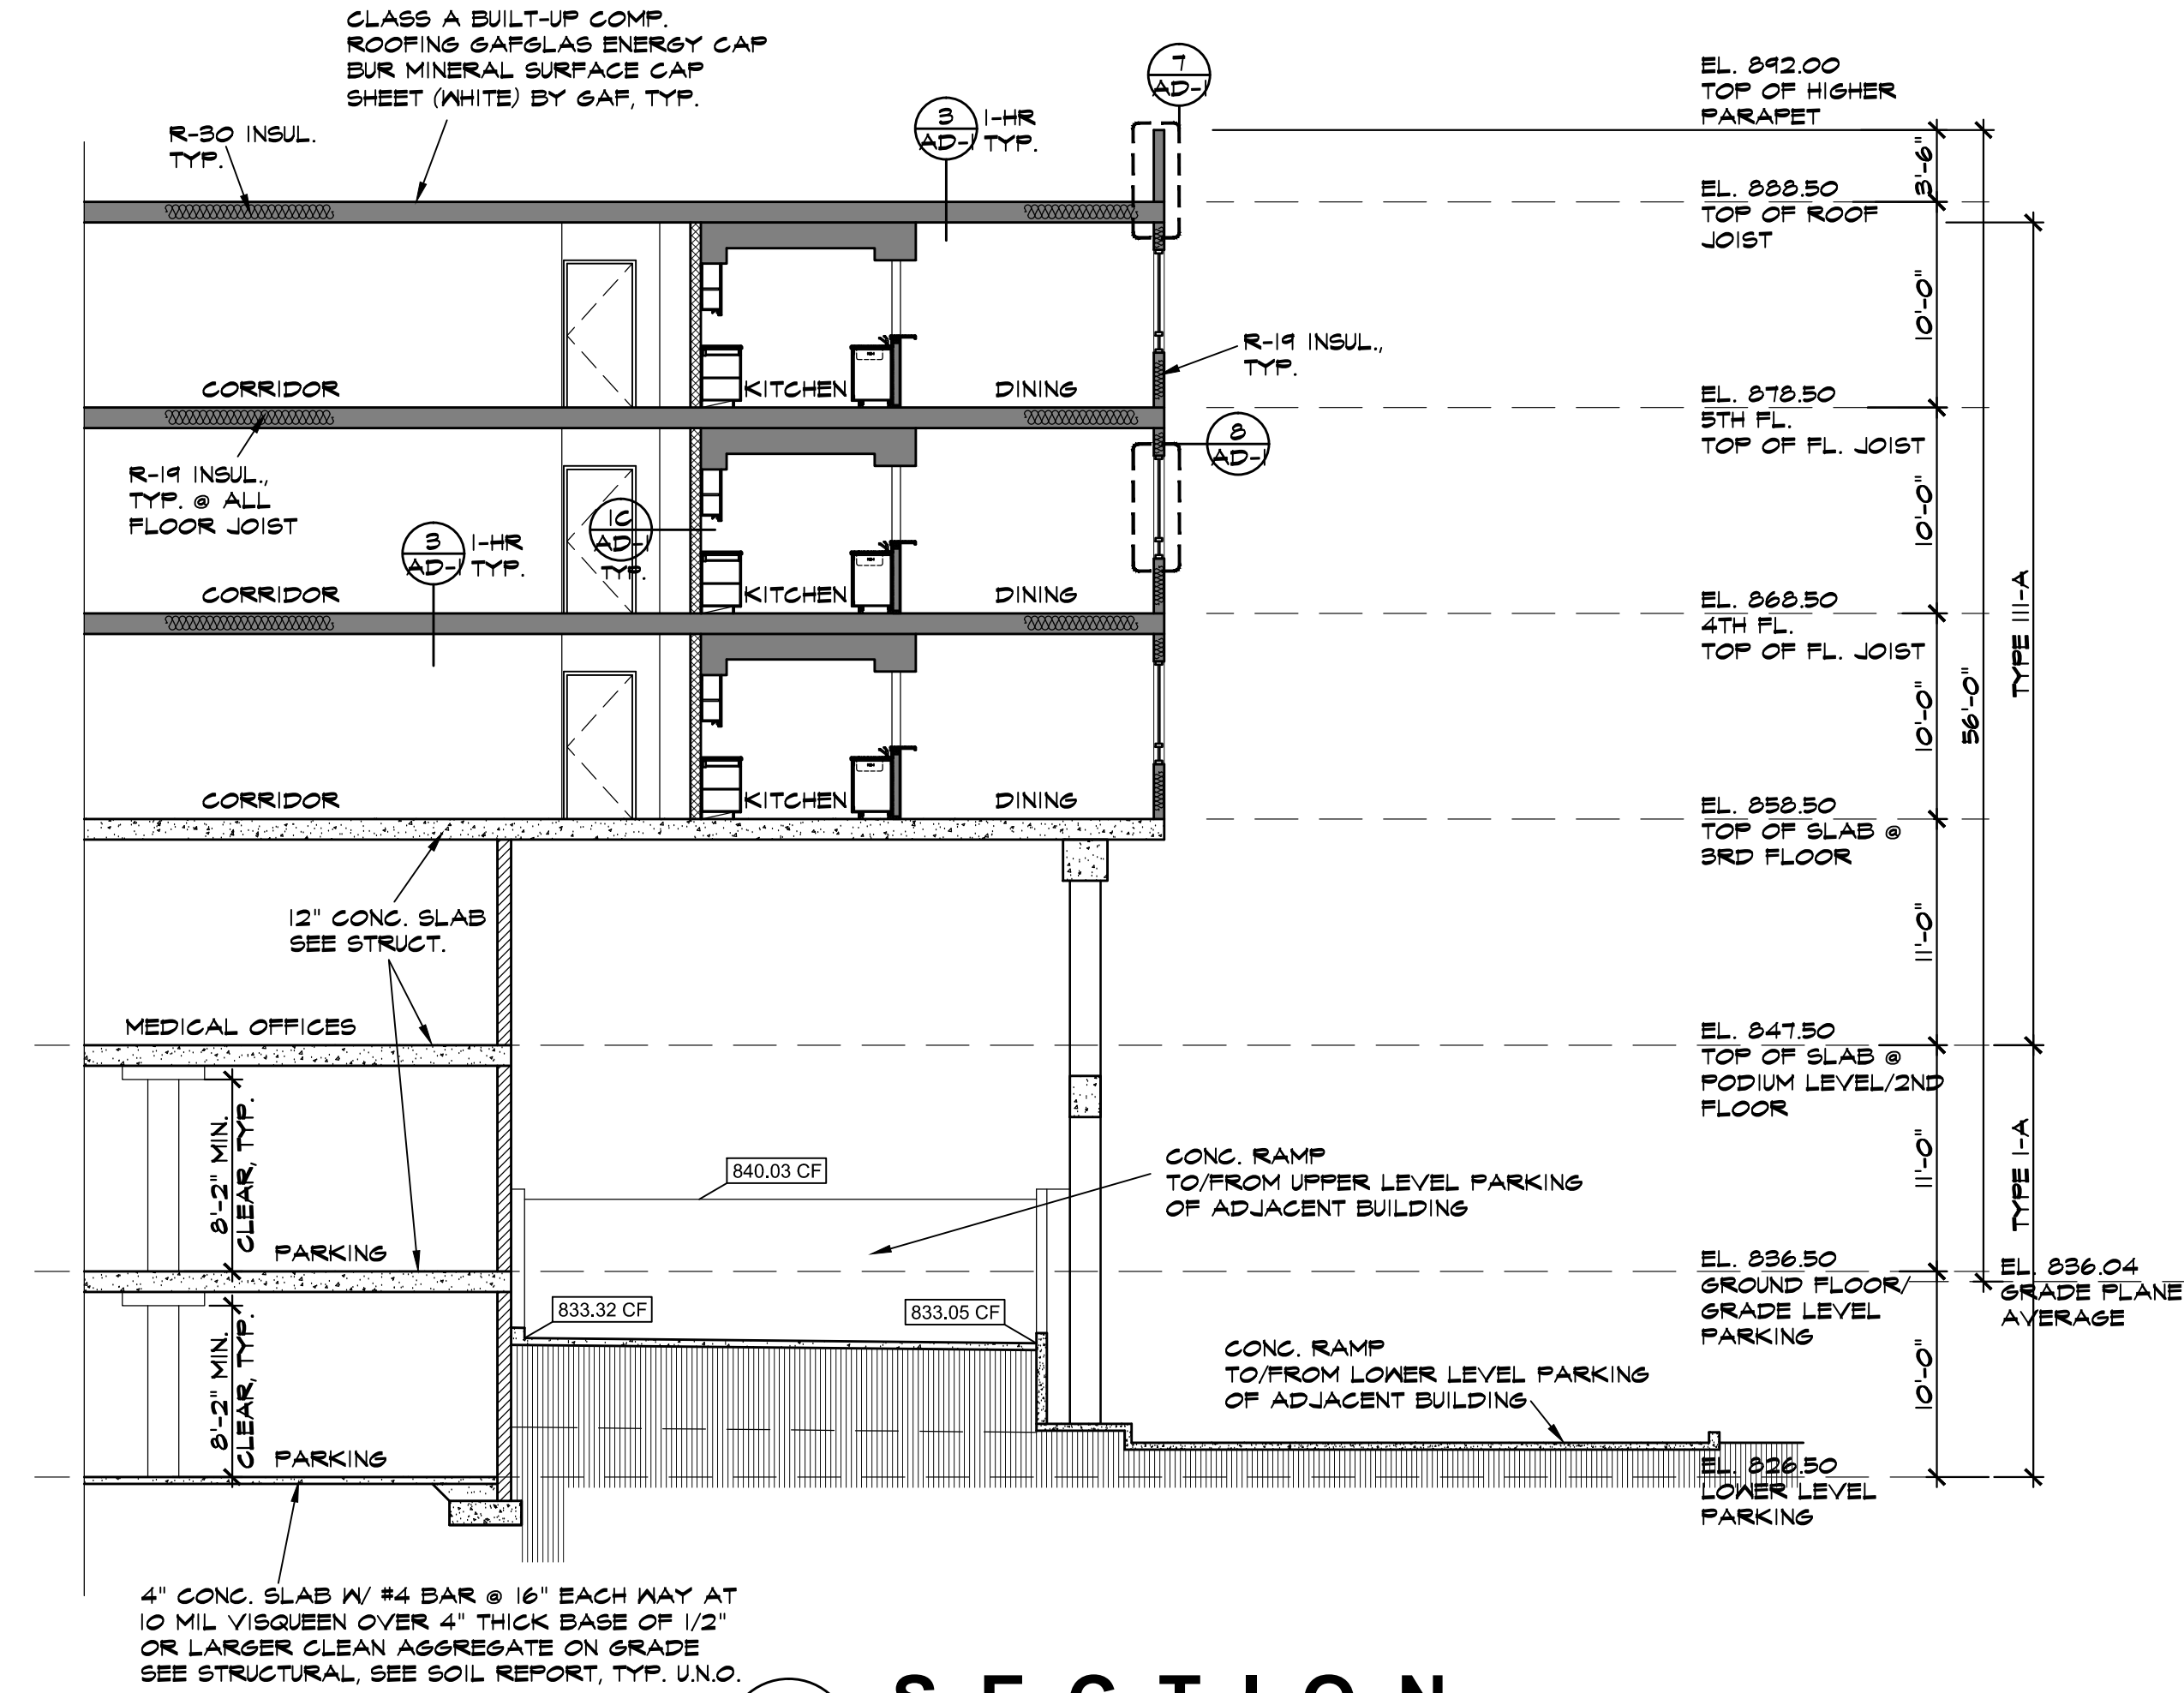 CLASS A BUILT-UP COMP.
ROOFING GAFGLAS ENERGY CAP
BUR MINERAL SURFACE CAP
SHEET (WHITE) BY GAF, TYP.
R-30 INSUL.
TYP.
3
AD-1
1-HR
TYP.
7
AD-1
R-19 INSUL.,
TYP.
CORRIDOR
KITCHEN
DINING
8
AD-1
R-19 INSUL.,
TYP. @ ALL
FLOOR JOIST
3
AD-1
1-HR
TYP.
1C
AD-1
TYP.
CORRIDOR
KITCHEN
DINING
CORRIDOR
KITCHEN
DINING
12" CONC. SLAB
SEE STRUCT.
MEDICAL OFFICES
8'-2" MIN.
CLEAR, TYP.
PARKING
840.03 CF
CONC. RAMP
TO/FROM UPPER LEVEL PARKING
OF ADJACENT BUILDING
833.32 CF
833.05 CF
8'-2" MIN.
CLEAR, TYP.
PARKING
CONC. RAMP
TO/FROM LOWER LEVEL PARKING
OF ADJACENT BUILDING
4" CONC. SLAB W/ #4 BAR @ 16" EACH WAY AT
10 MIL VISQUEEN OVER 4" THICK BASE OF 1/2"
OR LARGER CLEAN AGGREGATE ON GRADE
SEE STRUCTURAL, SEE SOIL REPORT, TYP. U.N.O.
EL. 892.00
TOP OF HIGHER
PARAPET
3'-6"
EL. 888.50
TOP OF ROOF
JOIST
10'-0"
EL. 878.50
5TH FL.
TOP OF FL. JOIST
10'-0"
EL. 868.50
4TH FL.
TOP OF FL. JOIST
10'-0"
56'-0"
TYPE III-A
EL. 858.50
TOP OF SLAB @
3RD FLOOR
11'-0"
EL. 847.50
TOP OF SLAB @
PODIUM LEVEL/2ND
FLOOR
11'-0"
TYPE I-A
EL. 836.50
GROUND FLOOR/
GRADE LEVEL
PARKING
EL. 836.04
GRADE PLANE
AVERAGE
10'-0"
EL. 826.50
LOWER LEVEL
PARKING
SECTION